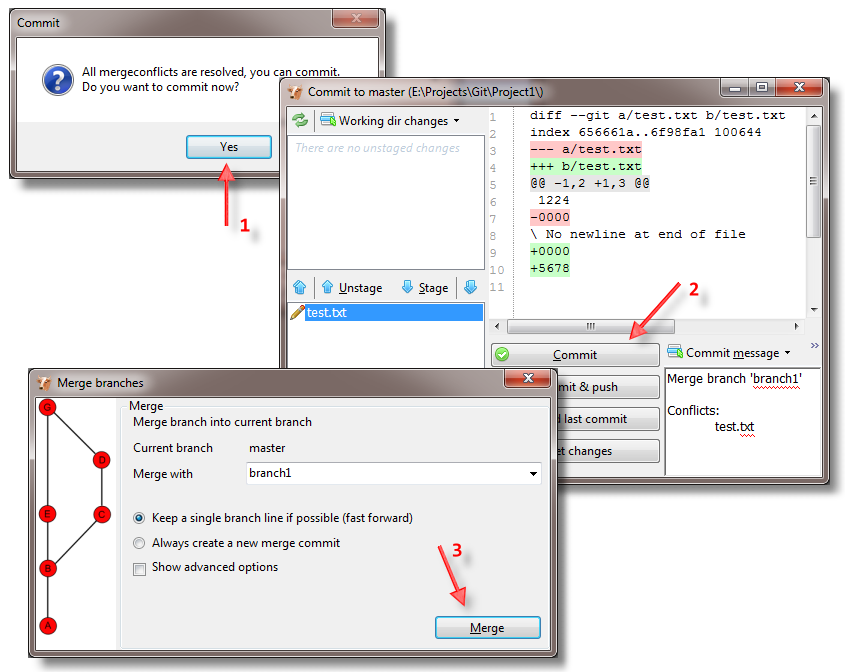 Commit
All mergeconflicts are resolved, you can commit.
Do you want to commit now?
Yes
1
Commit to master (E:\Projects\Git\Project1\)
Working dir changes
There are no unstaged changes
Unstage
Stage
test.txt
1 diff --git a/test.txt b/test.txt
2 index 656661a..6f98fa1 100644
3 --- a/test.txt
4 +++ b/test.txt
5 @@ -1,2 +1,3 @@
6 1224
7 -0000
8 \ No newline at end of file
9 +0000
10 +5678
11
2
Commit
mit & push
last commit
changes
Commit message
Merge branch 'branch1'
Conflicts:
test.txt
Merge branches
G
D
E
C
B
A
Merge
Merge branch into current branch
Current branch master
Merge with branch1
Keep a single branch line if possible (fast forward)
Always create a new merge commit
Show advanced options
3
Merge